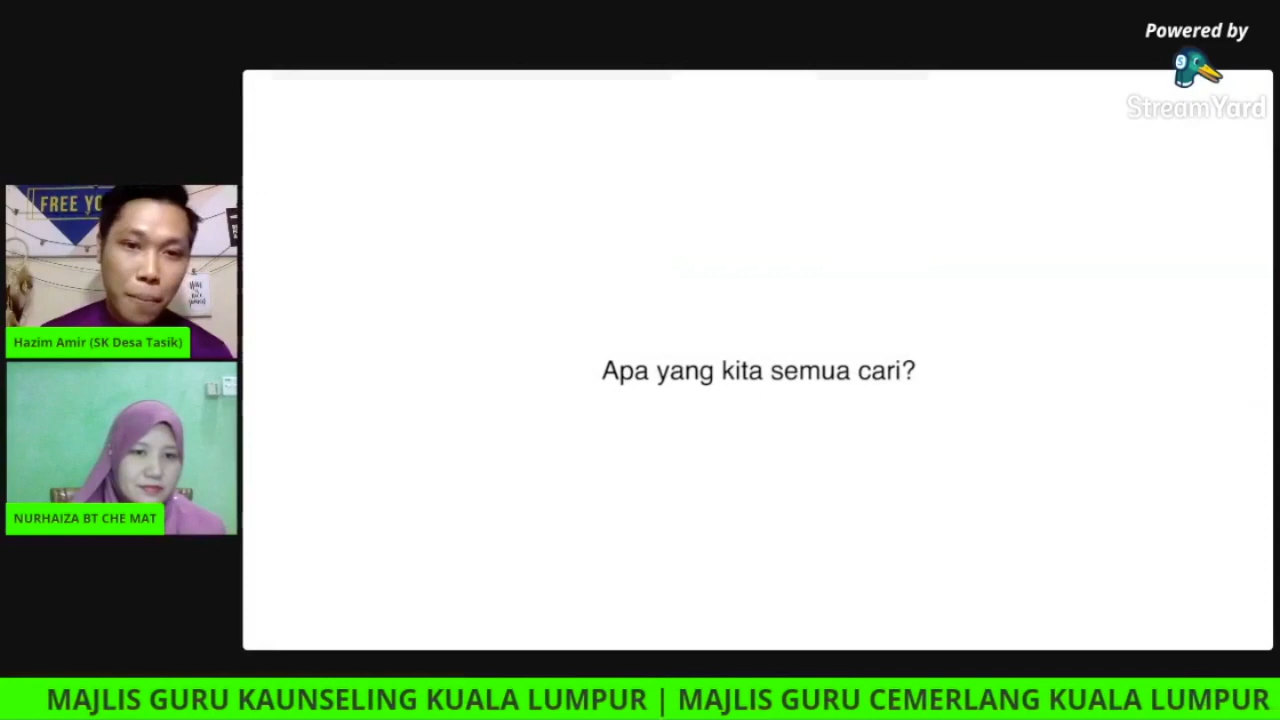 Powered by
StreamYard
FREE YO
Hazim Amir (SK Desa Tasik)
Apa yang kita semua cari?
NURHAIZA BT CHE MAT
MAJLIS GURU KAUNSELING KUALA LUMPUR | MAJLIS GURU CEMERLANG KUALA LUMPUR